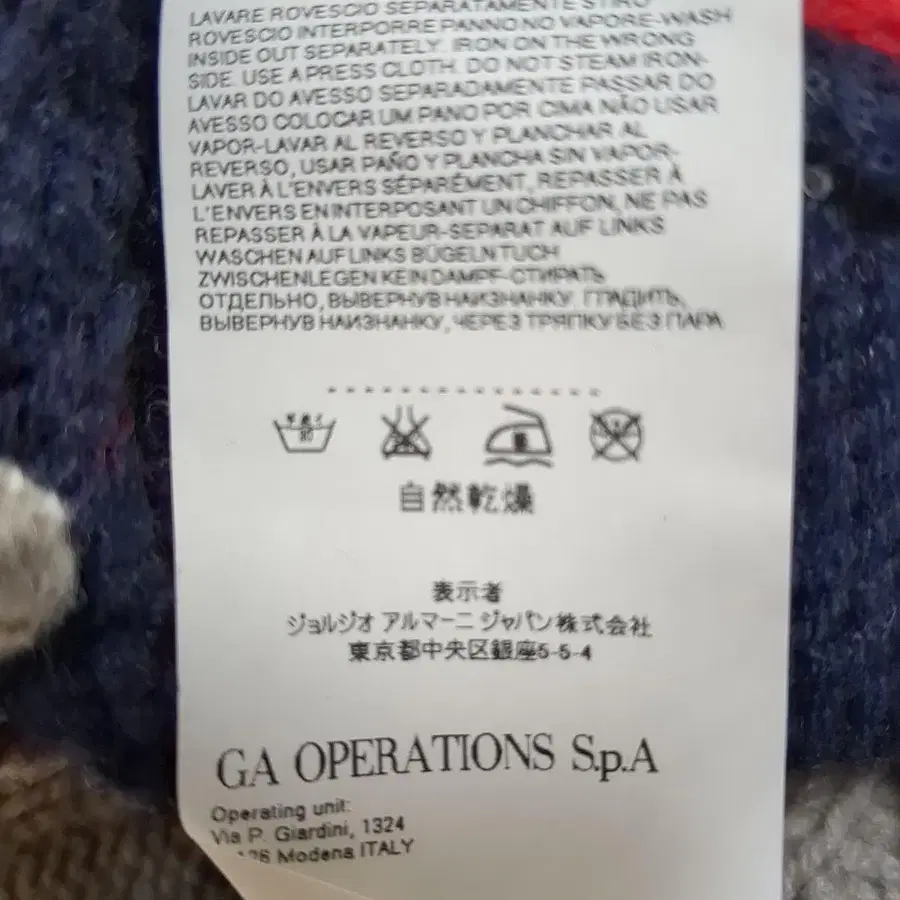 LAVARE ROVESCIO SEPARATAMENTE STIRO
ROVESCIO INTERPORRE PANNO NO VAPORE-WASH
INSIDE OUT SEPARATELY. IRON ON THE WRONG
SIDE. USE A PRESS CLOTH. DO NOT STEAM IRON-
LAVAR DO AVESSO SEPARADAMENTE PASSAR DO
AVESSO COLOCAR UM PANO POR CIMA NÃO USAR
VAPOR-LAVAR AL REVERSO Y PLANCHAR AL
REVERSO, USAR PAÑO Y PLANCHA SIN VAPOR-
LAVER À L'ENVERS SÉPARÉMENT, REPASSER À
L'ENVERS EN INTERPOSANT UN CHIFFON, NE PAS
REPASSER À LA VAPEUR-SEPARAT AUF LINKS
WASCHEN AUF LINKS BÜGELN TUCH
ZWISCHENLEGEN KEIN DAMPF-СТИРАТЬ
ОТДЕЛЬНО, ВЫВЕРНУВ НАИЗНАНКУ. ГЛАДИТЬ,
ВЫВЕРНУВ НАИЗНАНКУ, ЧЕРЕЗ ТРЯПКУ БЕЗ ПАРА
自然乾燥
表示者
ジョルジオ アルマーニ ジャパン株式会社
東京都中央区銀座5-5-4
GA OPERATIONS S.p.A
Operating unit:
Via P. Giardini, 1324
Modena ITALY